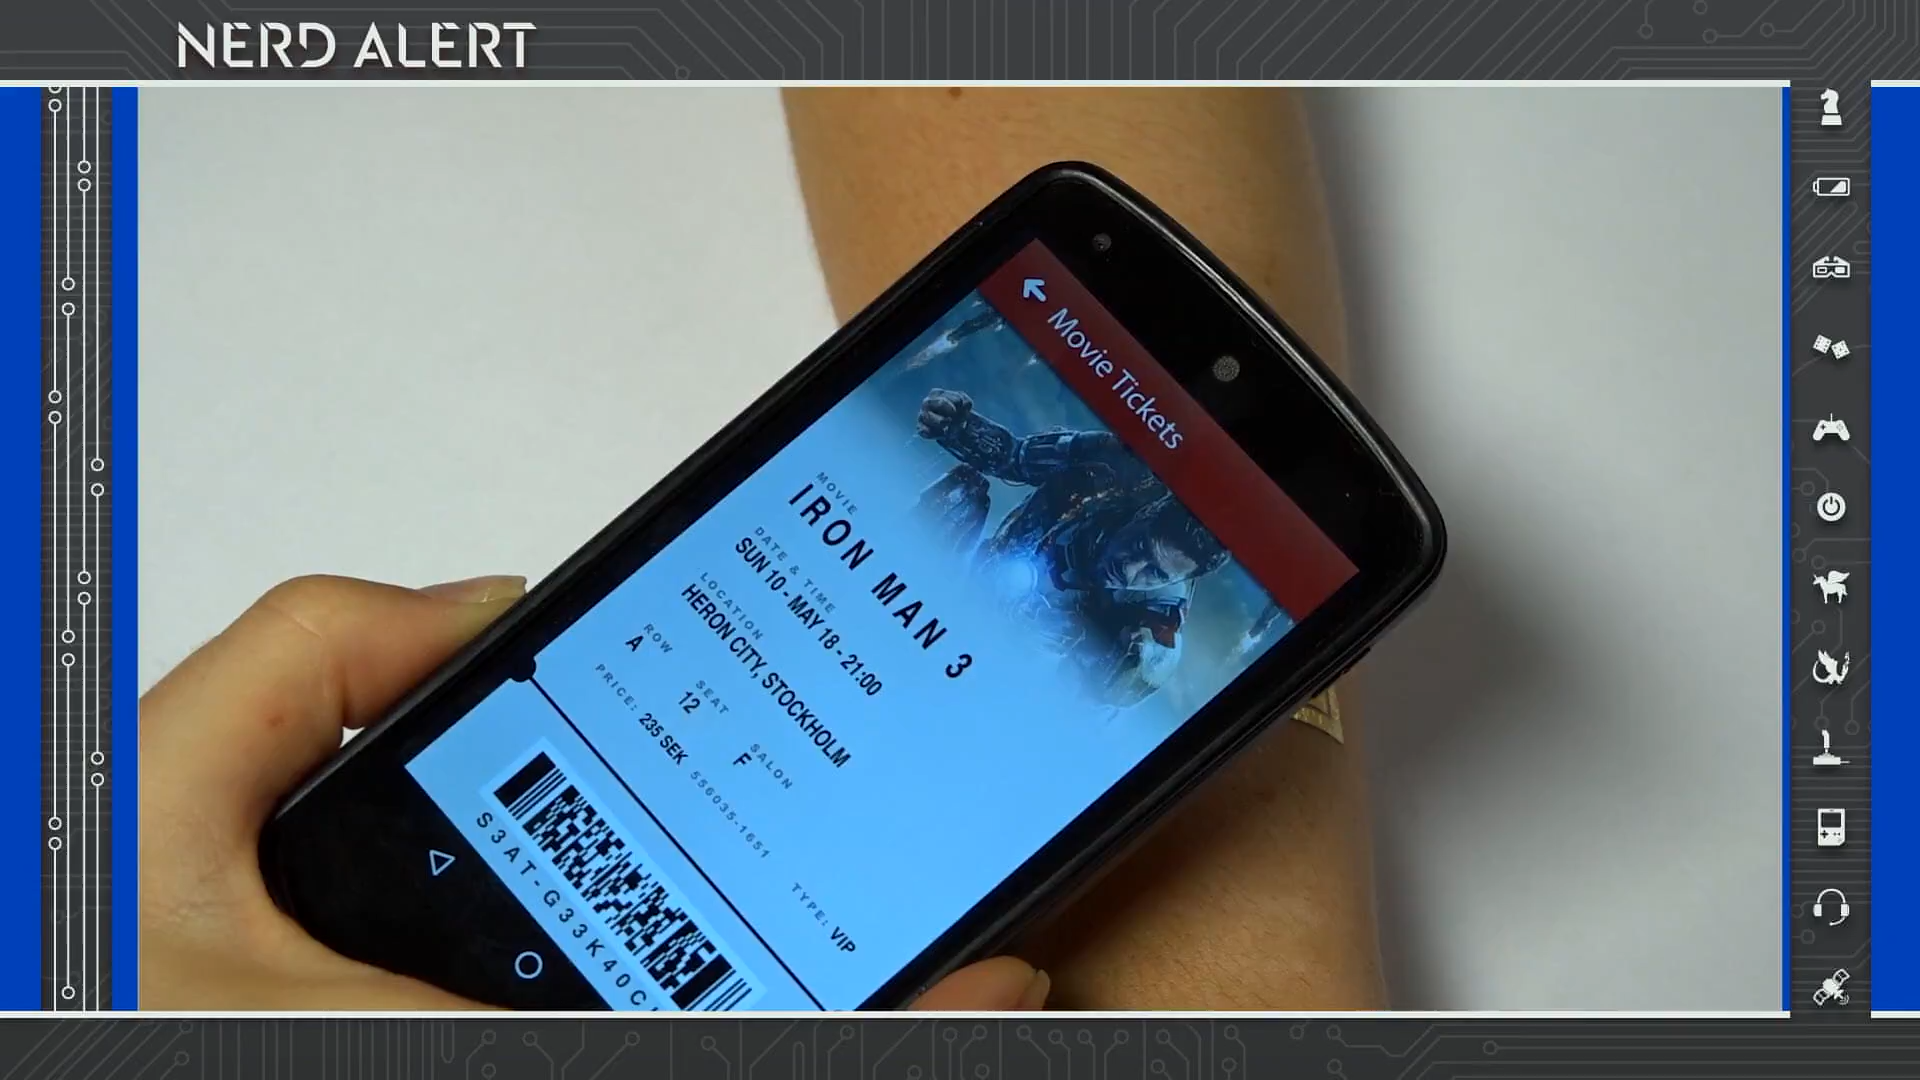 NERD ALERT
Movie Tickets
MOVIE
IRON MAN 3
DATE & TIME
SUN 10 - MAY 18 - 21:00
LOCATION
HERON CITY, STOCKHOLM
ROW
A
SEAT
12
SALON
F
PRICE: 235 SEK
556035-1651
TYPE: VIP
S3AT-G33K40C